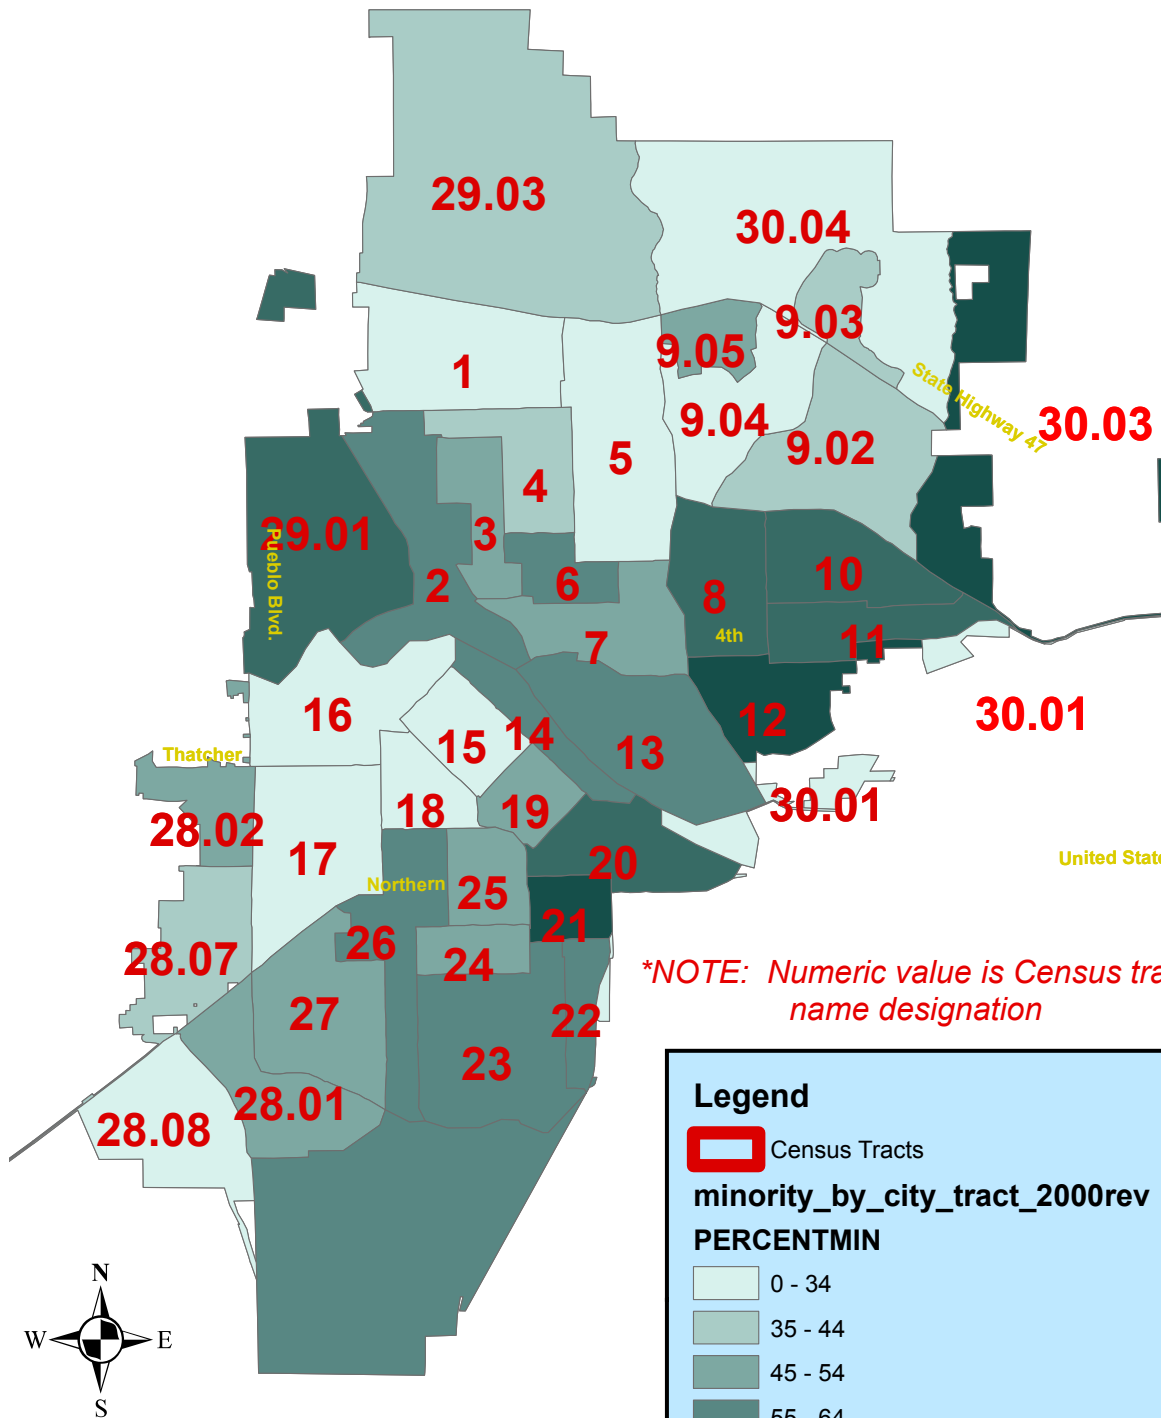 29.03
30.04
9.03
9.05
1
State Highway 47
30.03
9.04
9.02
5
4
29.01
Pueblo Blvd.
3
2
6
10
8
4th
11
7
16
12
30.01
14
15
13
Thatcher
30.01
18
19
28.02
17
20
United State
Northern
25
21
26
28.07
24
*NOTE: Numeric value is Census tra
name designation
27
22
23
28.01
28.08
Legend
Census Tracts
minority_by_city_tract_2000rev
PERCENTMIN
0 - 34
35 - 44
45 - 54
55 - 64
N
W
E
S